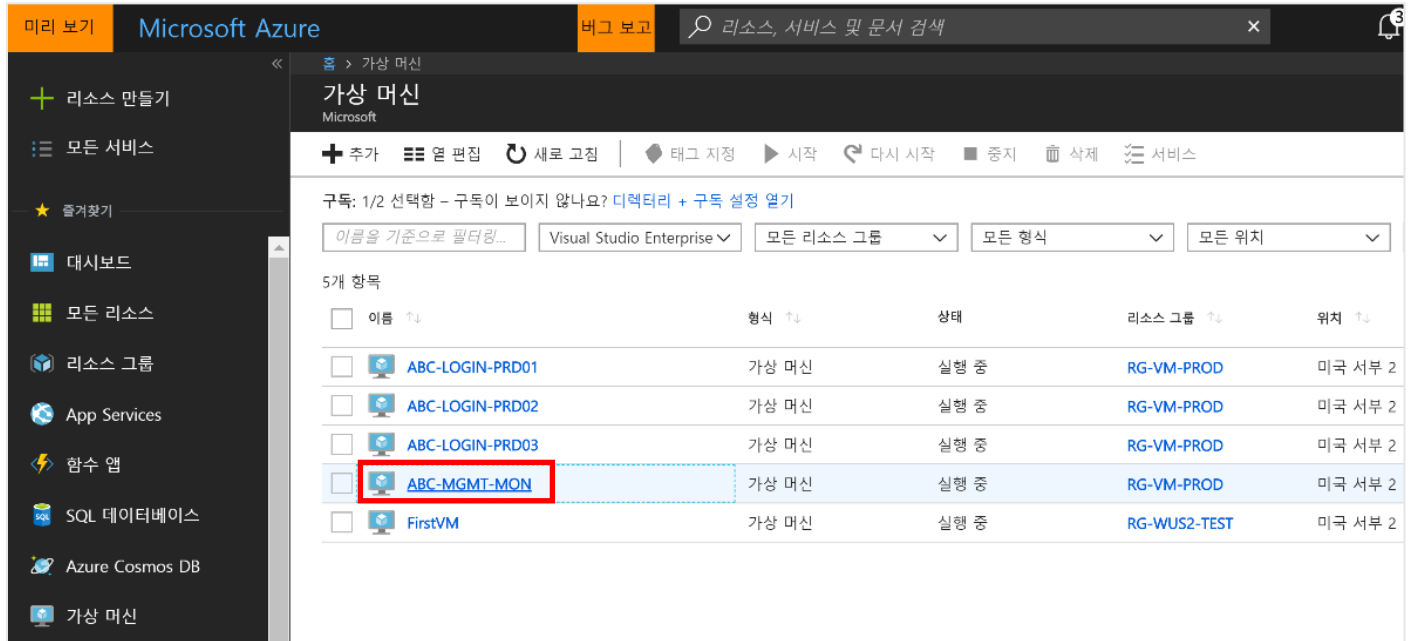 미리 보기 Microsoft Azure 버그 보고 리소스, 서비스 및 문서 검색 3
홈 > 가상 머신
가상 머신
Microsoft
리소스 만들기
모든 서비스
즐겨찾기
대시보드
모든 리소스
리소스 그룹
App Services
함수 앱
SQL 데이터베이스
Azure Cosmos DB
가상 머신
추가 열 편집 새로 고침 태그 지정 시작 다시 시작 중지 삭제 서비스
구독: 1/2 선택함 – 구독이 보이지 않나요? 디렉터리 + 구독 설정 열기
이름을 기준으로 필터링... Visual Studio Enterprise 모든 리소스 그룹 모든 형식 모든 위치
5개 항목
이름 형식 상태 리소스 그룹 위치
ABC-LOGIN-PRD01 가상 머신 실행 중 RG-VM-PROD 미국 서부 2
ABC-LOGIN-PRD02 가상 머신 실행 중 RG-VM-PROD 미국 서부 2
ABC-LOGIN-PRD03 가상 머신 실행 중 RG-VM-PROD 미국 서부 2
ABC-MGMT-MON 가상 머신 실행 중 RG-VM-PROD 미국 서부 2
FirstVM 가상 머신 실행 중 RG-WUS2-TEST 미국 서부 2